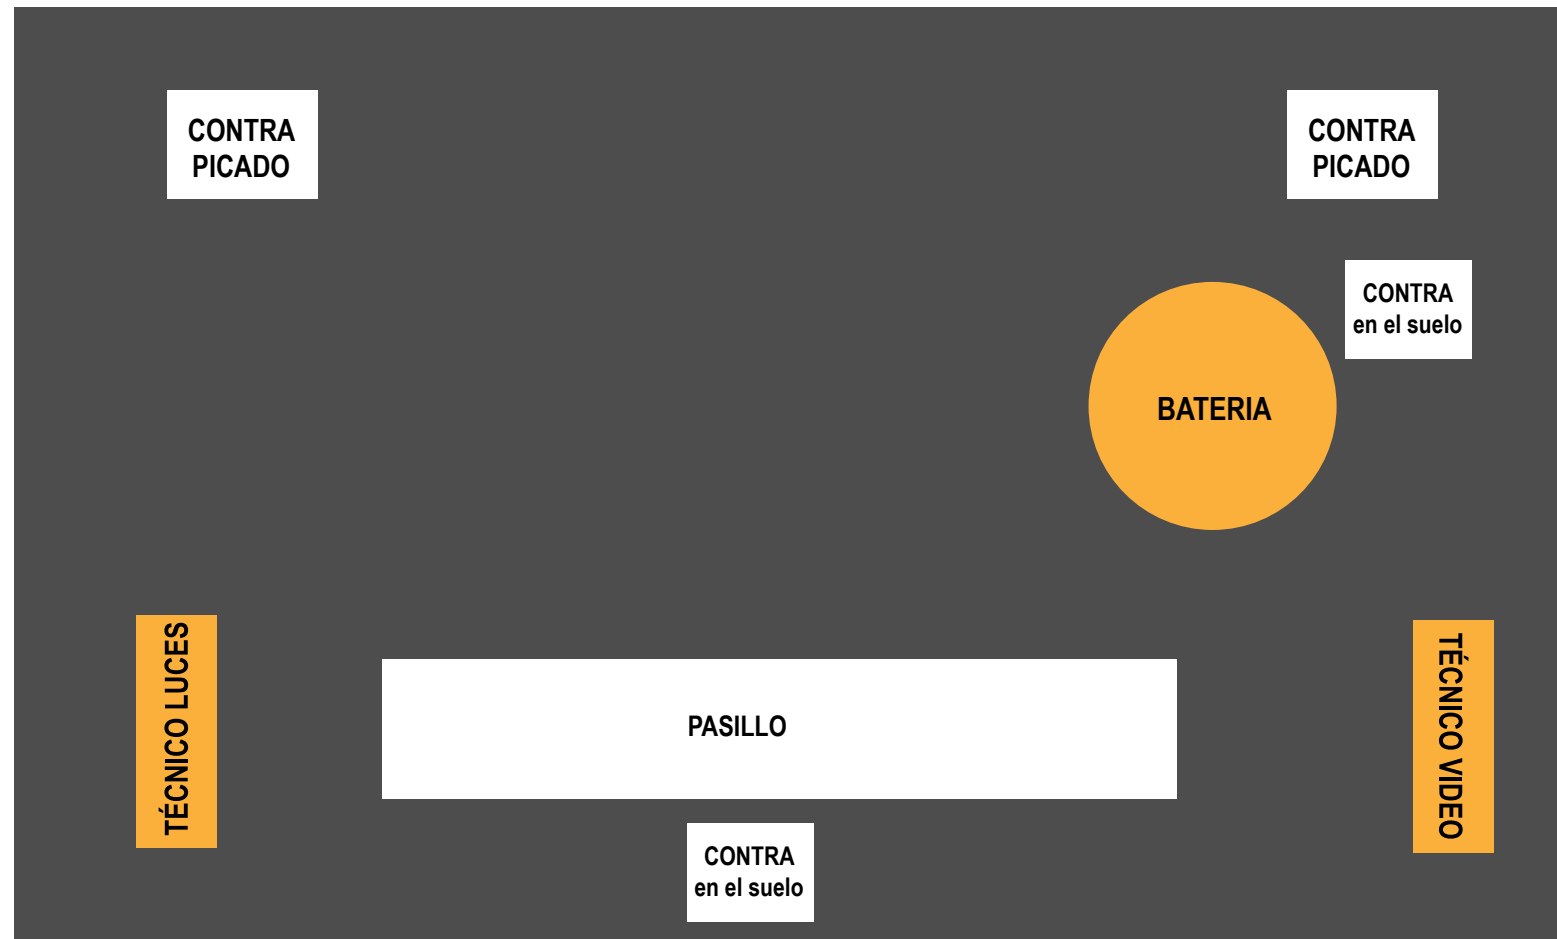 CONTRA
PICADO
CONTRA
PICADO
CONTRA
en el suelo
BATERIA
TÉCNICO LUCES
PASILLO
TÉCNICO VIDEO
CONTRA
en el suelo